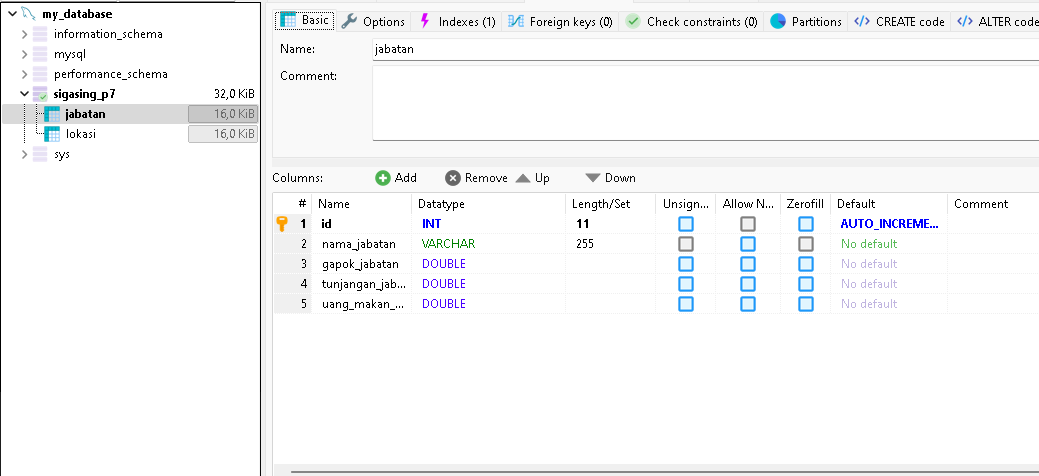 my_database
information_schema
mysql
performance_schema
sigasing_p7 32,0 KiB
jabatan 16,0 KiB
lokasi 16,0 KiB
sys
Basic Options Indexes (1) Foreign keys (0) Check constraints (0) Partitions CREATE code ALTER code
Name: jabatan
Comment:
Columns: Add Remove Up Down
# Name Datatype Length/Set Unsign... Allow N... Zerofill Default Comment
1 id INT 11 AUTO_INCREME...
2 nama_jabatan VARCHAR 255 No default
3 gapok_jabatan DOUBLE No default
4 tunjangan_jab... DOUBLE No default
5 uang_makan_... DOUBLE No default